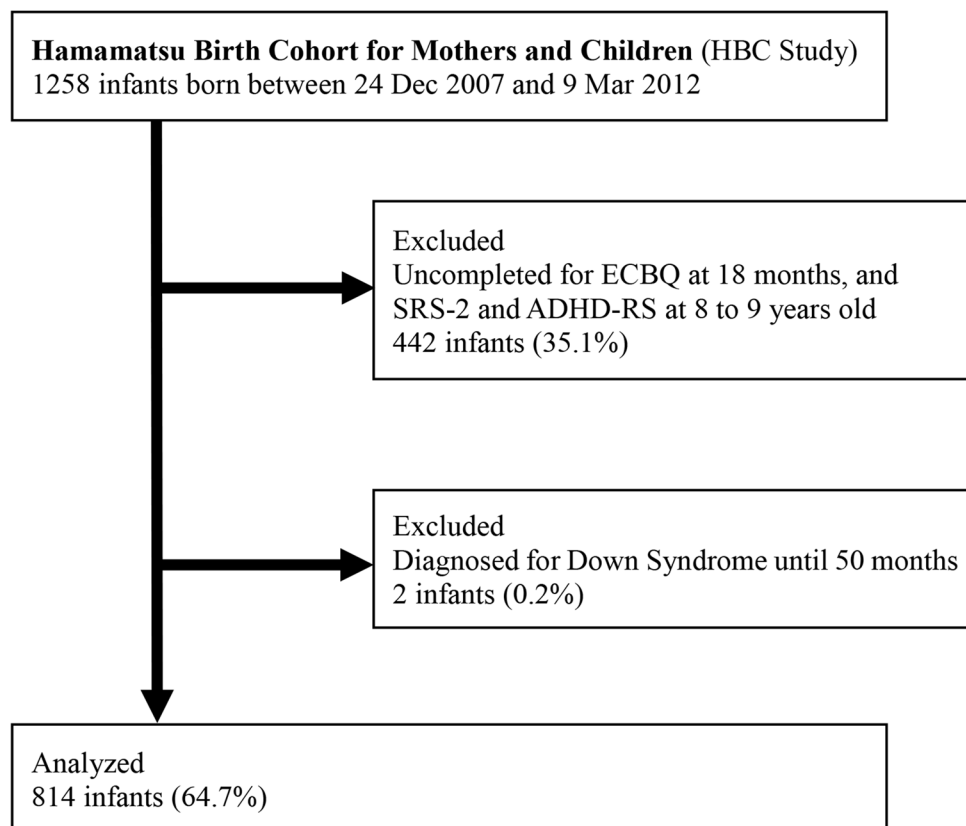 Hamamatsu Birth Cohort for Mothers and Children (HBC Study)
1258 infants born between 24 Dec 2007 and 9 Mar 2012
Excluded
Uncompleted for ECBQ at 18 months, and
SRS-2 and ADHD-RS at 8 to 9 years old
442 infants (35.1%)
Excluded
Diagnosed for Down Syndrome until 50 months
2 infants (0.2%)
Analyzed
814 infants (64.7%)